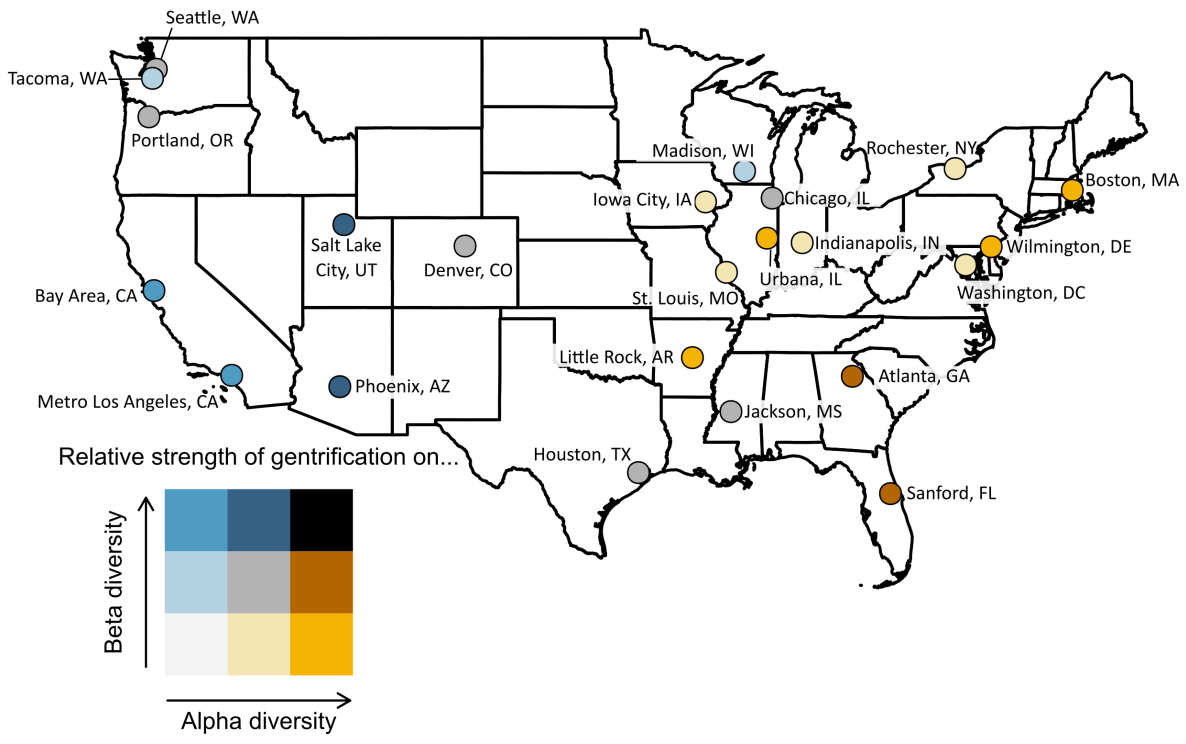 Seattle, WA
Tacoma, WA
Portland, OR
Madison, WI
Rochester, NY
Boston, MA
Iowa City, IA
Chicago, IL
Salt Lake
City, UT
Denver, CO
Indianapolis, IN
Wilmington, DE
Urbana, IL
Bay Area, CA
St. Louis, MO
Washington, DC
Little Rock, AR
Atlanta, GA
Phoenix, AZ
Metro Los Angeles, CA
Jackson, MS
Houston, TX
Sanford, FL
Relative strength of gentrification on...
Beta diversity
Alpha diversity